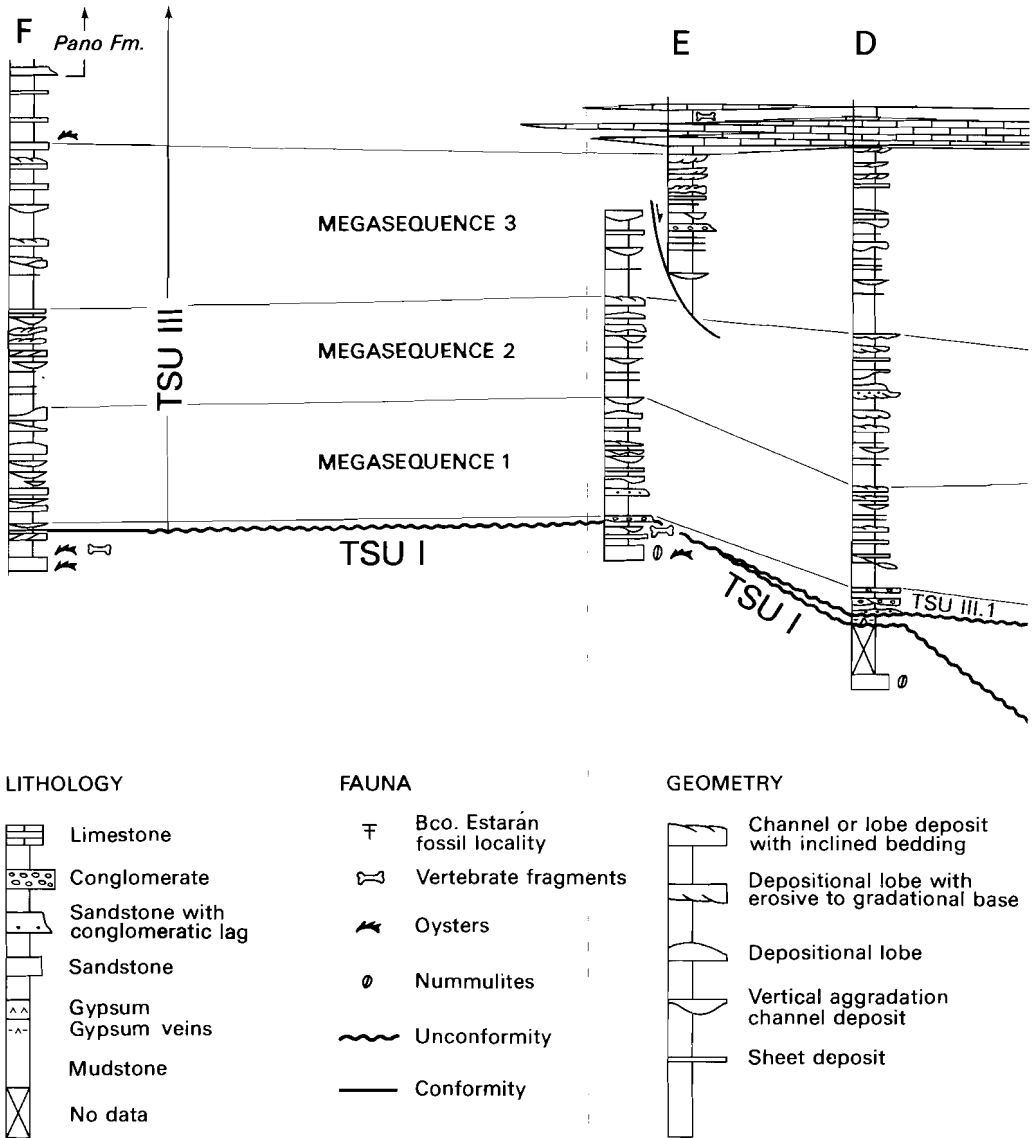 F
Pano Fm.
E
D
MEGASEQUENCE 3
TSU III
MEGASEQUENCE 2
MEGASEQUENCE 1
TSU I
TSU I
TSU III.1
LITHOLOGY
Limestone
Conglomerate
Sandstone with
conglomeratic lag
Sandstone
Gypsum
Gypsum veins
Mudstone
No data
FAUNA
Bco. Estarán
fossil locality
Vertebrate fragments
Oysters
Nummulites
Unconformity
Conformity
GEOMETRY
Channel or lobe deposit
with inclined bedding
Depositional lobe with
erosive to gradational base
Depositional lobe
Vertical aggradation
channel deposit
Sheet deposit